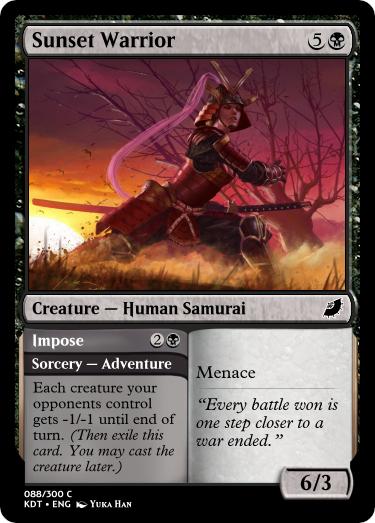 Sunset Warrior 5
Creature — Human Samurai
Impose 2
Sorcery — Adventure
Each creature your
opponents control
gets -1/-1 until end of
turn. (Then exile this
card. You may cast the
creature later.)
Menace
“Every battle won is
one step closer to a
war ended.”
6/3
088/300 C
KDT • ENG Yuka Han